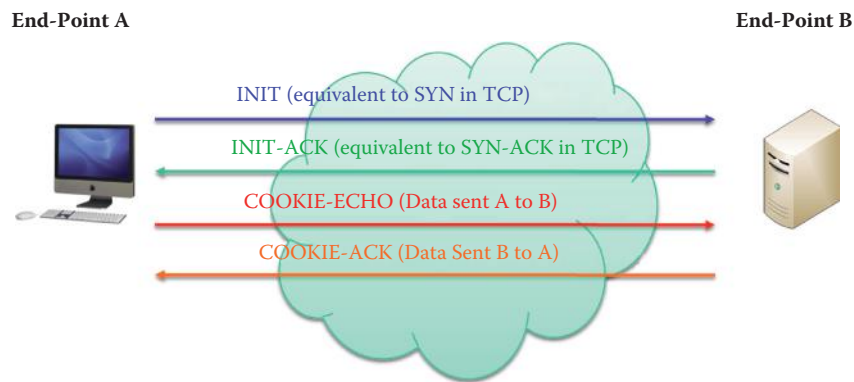 End-Point A
End-Point B
INIT (equivalent to SYN in TCP)
INIT-ACK (equivalent to SYN-ACK in TCP)
COOKIE-ECHO (Data sent A to B)
COOKIE-ACK (Data Sent B to A)